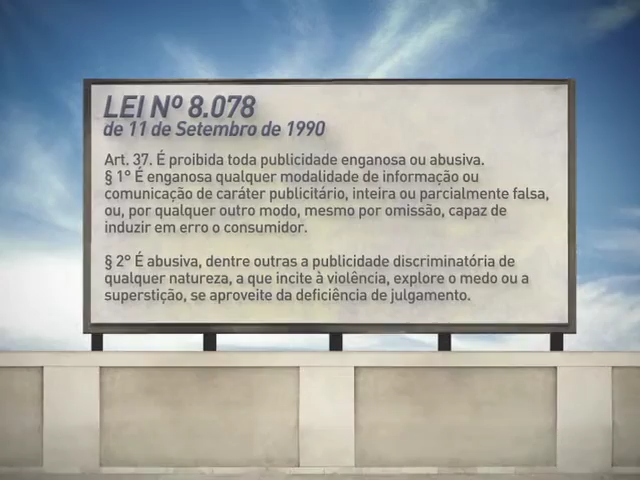 LEI Nº 8.078
de 11 de Setembro de 1990
Art. 37. É proibida toda publicidade enganosa ou abusiva.
§ 1° É enganosa qualquer modalidade de informação ou
comunicação de caráter publicitário, inteira ou parcialmente falsa,
ou, por qualquer outro modo, mesmo por omissão, capaz de
induzir em erro o consumidor.
§ 2° É abusiva, dentre outras a publicidade discriminatória de
qualquer natureza, a que incite à violência, explore o medo ou a
superstição, se aproveite da deficiência de julgamento.